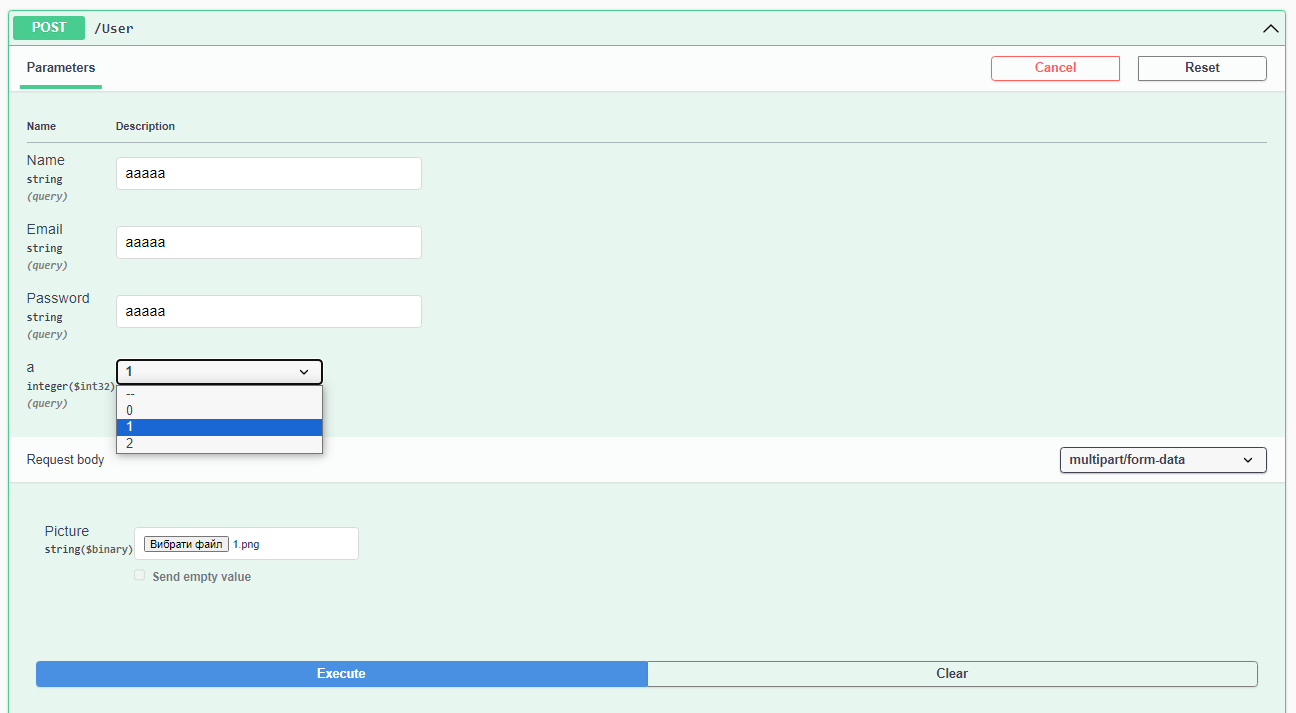 POST /User
Parameters
Cancel
Reset
Name Description
Name
string
(query)
aaaaa
Email
string
(query)
aaaaa
Password
string
(query)
aaaaa
a
integer($int32)
(query)
1
--
0
1
2
Request body
multipart/form-data
Picture
string($binary)
Вибрати файл 1.png
Send empty value
Execute
Clear